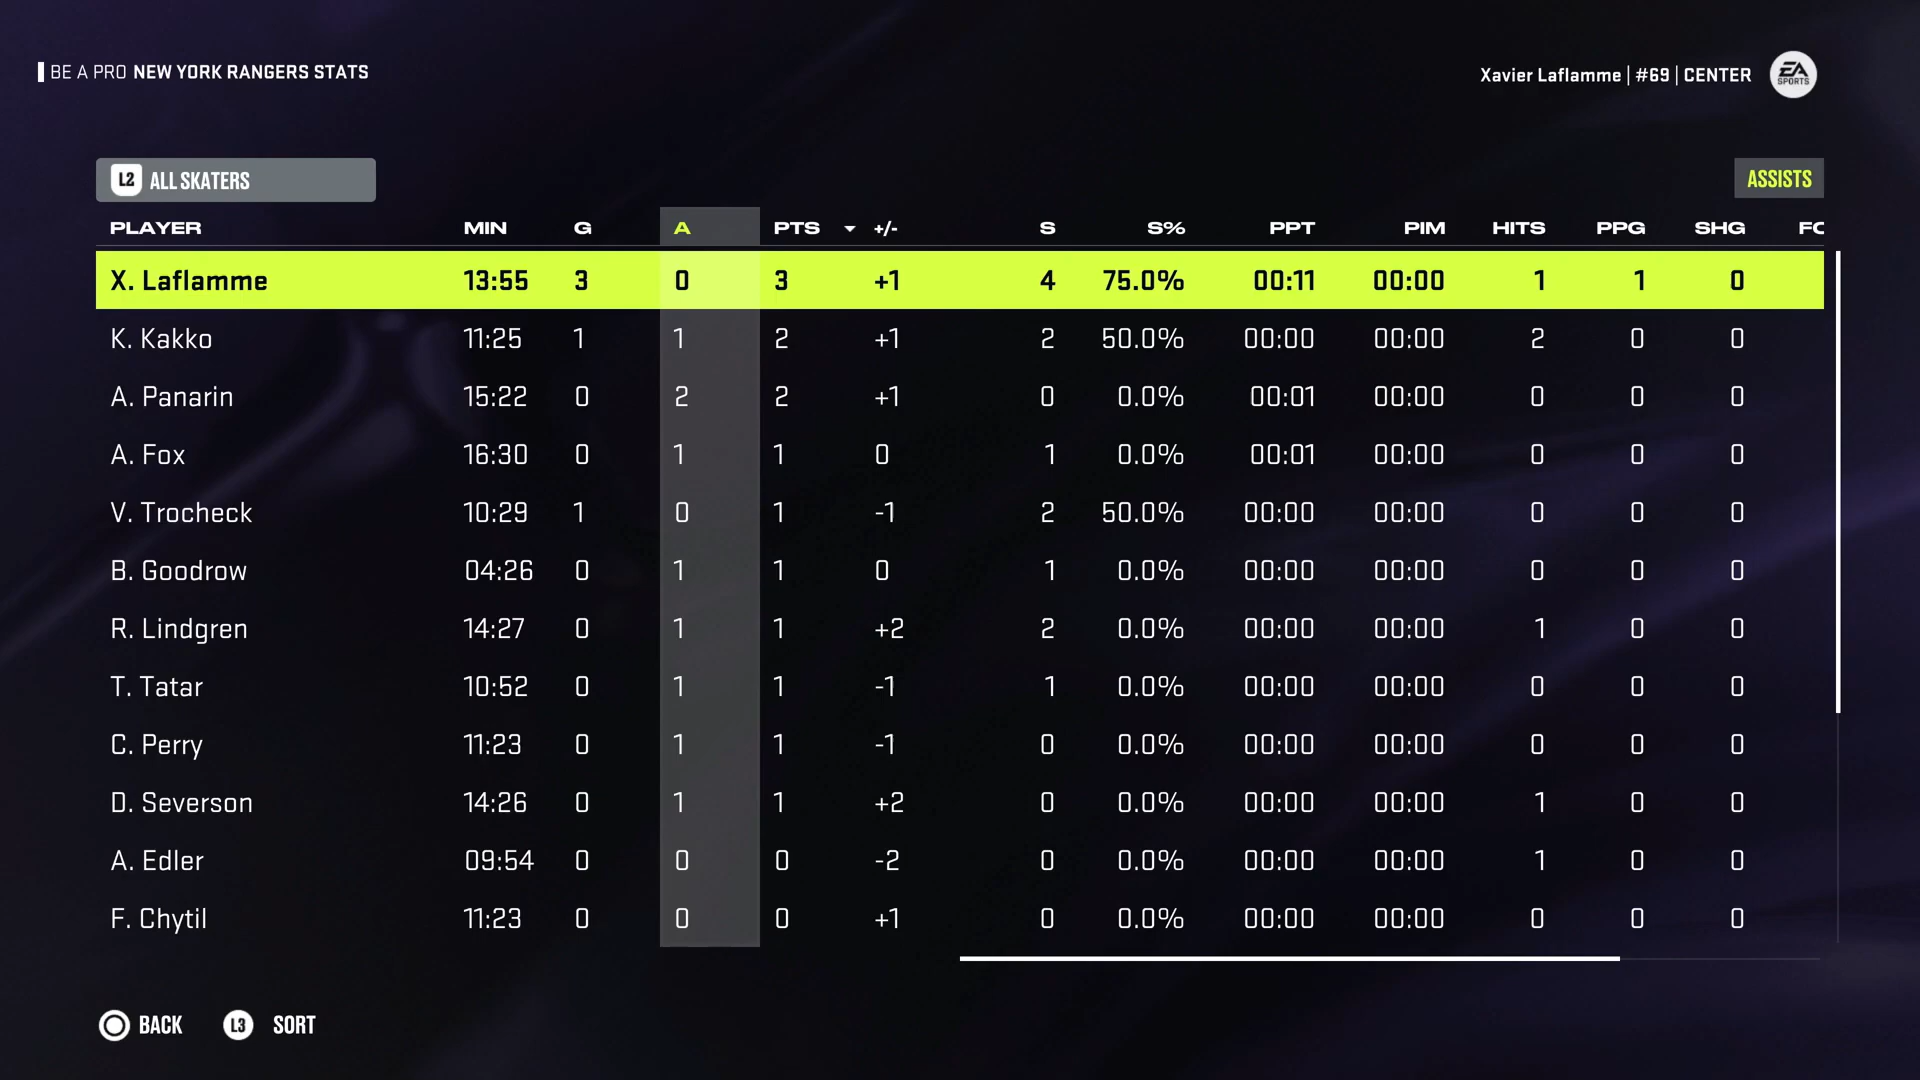 BE A PRO NEW YORK RANGERS STATS
Xavier Laflamme | #69 | CENTER
EA SPORTS
L2 ALL SKATERS
ASSISTS
PLAYER MIN G A PTS +/- S S% PPT PIM HITS PPG SHG FO
X. Laflamme 13:55 3 0 3 +1 4 75.0% 00:11 00:00 1 1 0
K. Kakko 11:25 1 1 2 +1 2 50.0% 00:00 00:00 2 0 0
A. Panarin 15:22 0 2 2 +1 0 0.0% 00:01 00:00 0 0 0
A. Fox 16:30 0 1 1 0 1 0.0% 00:01 00:00 0 0 0
V. Trocheck 10:29 1 0 1 -1 2 50.0% 00:00 00:00 0 0 0
B. Goodrow 04:26 0 1 1 0 1 0.0% 00:00 00:00 0 0 0
R. Lindgren 14:27 0 1 1 +2 2 0.0% 00:00 00:00 1 0 0
T. Tatar 10:52 0 1 1 -1 1 0.0% 00:00 00:00 0 0 0
C. Perry 11:23 0 1 1 -1 0 0.0% 00:00 00:00 0 0 0
D. Severson 14:26 0 1 1 +2 0 0.0% 00:00 00:00 1 0 0
A. Edler 09:54 0 0 0 -2 0 0.0% 00:00 00:00 1 0 0
F. Chytil 11:23 0 0 0 +1 0 0.0% 00:00 00:00 0 0 0
BACK L3 SORT